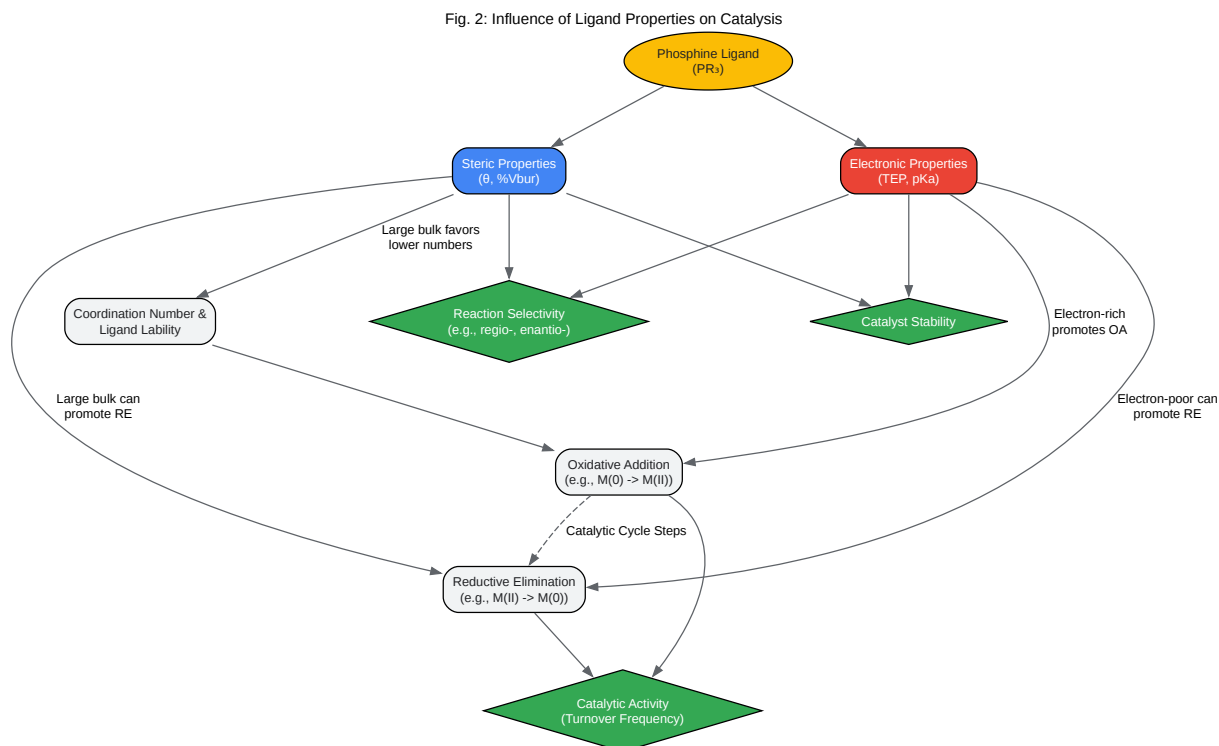 Fig. 2: Influence of Ligand Properties on Catalysis
Phosphine Ligand
(PR₃)
Steric Properties
(θ, %Vbur)
Electronic Properties
(TEP, pKa)
Large bulk favors
lower numbers
Coordination Number &
Ligand Lability
Reaction Selectivity
(e.g., regio-, enantio-)
Catalyst Stability
Electron-rich
promotes OA
Large bulk can
promote RE
Electron-poor can
promote RE
Oxidative Addition
(e.g., M(0) -> M(II))
Catalytic Cycle Steps
Reductive Elimination
(e.g., M(II) -> M(0))
Catalytic Activity
(Turnover Frequency)